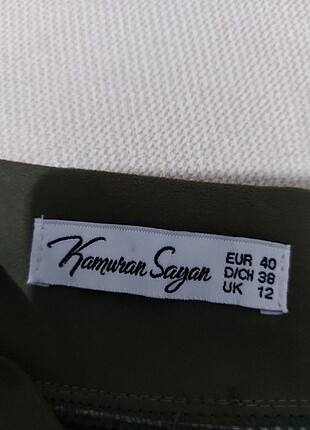 Kamuran Sayan
EUR 40
D/CH 38
UK 12